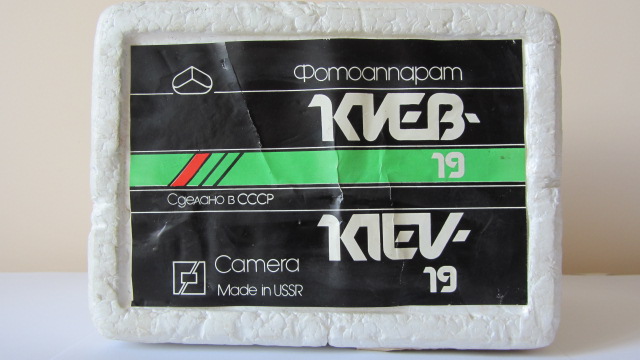 Фотоаппарат
КИЕВ-
19
Сделано в СССР
KIEV-
19
Camera
Made in USSR